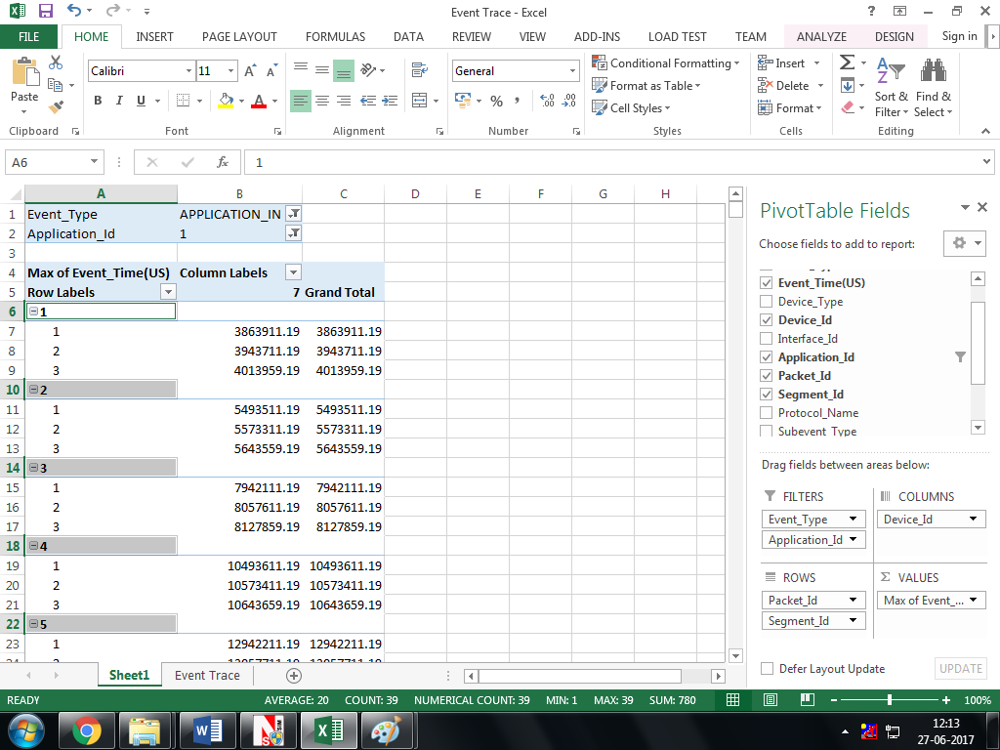 Event Trace - Excel
FILE HOME INSERT PAGE LAYOUT FORMULAS DATA REVIEW VIEW ADD-INS LOAD TEST TEAM ANALYZE DESIGN Sign in
Paste
Calibri 11
B I U
General
Conditional Formatting
Format as Table
Cell Styles
Insert
Delete
Format
Sort & Filter
Find & Select
Clipboard Font Alignment Number Styles Cells Editing
A6 fx 1
A B C D E F G H
1 Event_Type APPLICATION_IN
2 Application_Id 1
3
4 Max of Event_Time(US) Column Labels
5 Row Labels 7 Grand Total
6 1
7 1 3863911.19 3863911.19
8 2 3943711.19 3943711.19
9 3 4013959.19 4013959.19
10 2
11 1 5493511.19 5493511.19
12 2 5573311.19 5573311.19
13 3 5643559.19 5643559.19
14 3
15 1 7942111.19 7942111.19
16 2 8057611.19 8057611.19
17 3 8127859.19 8127859.19
18 4
19 1 10493611.19 10493611.19
20 2 10573411.19 10573411.19
21 3 10643659.19 10643659.19
22 5
23 1 12942211.19 12942211.19
PivotTable Fields
Choose fields to add to report:
Event_Time(US)
Device_Type
Device_Id
Interface_Id
Application_Id
Packet_Id
Segment_Id
Protocol_Name
Subevent_Type
Drag fields between areas below:
FILTERS
Event_Type
Application_Id
COLUMNS
Device_Id
ROWS
Packet_Id
Segment_Id
Σ VALUES
Max of Event_...
Defer Layout Update UPDATE
Sheet1 Event Trace
READY AVERAGE: 20 COUNT: 39 NUMERICAL COUNT: 39 MIN: 1 MAX: 39 SUM: 780 100%
12:13
27-06-2017